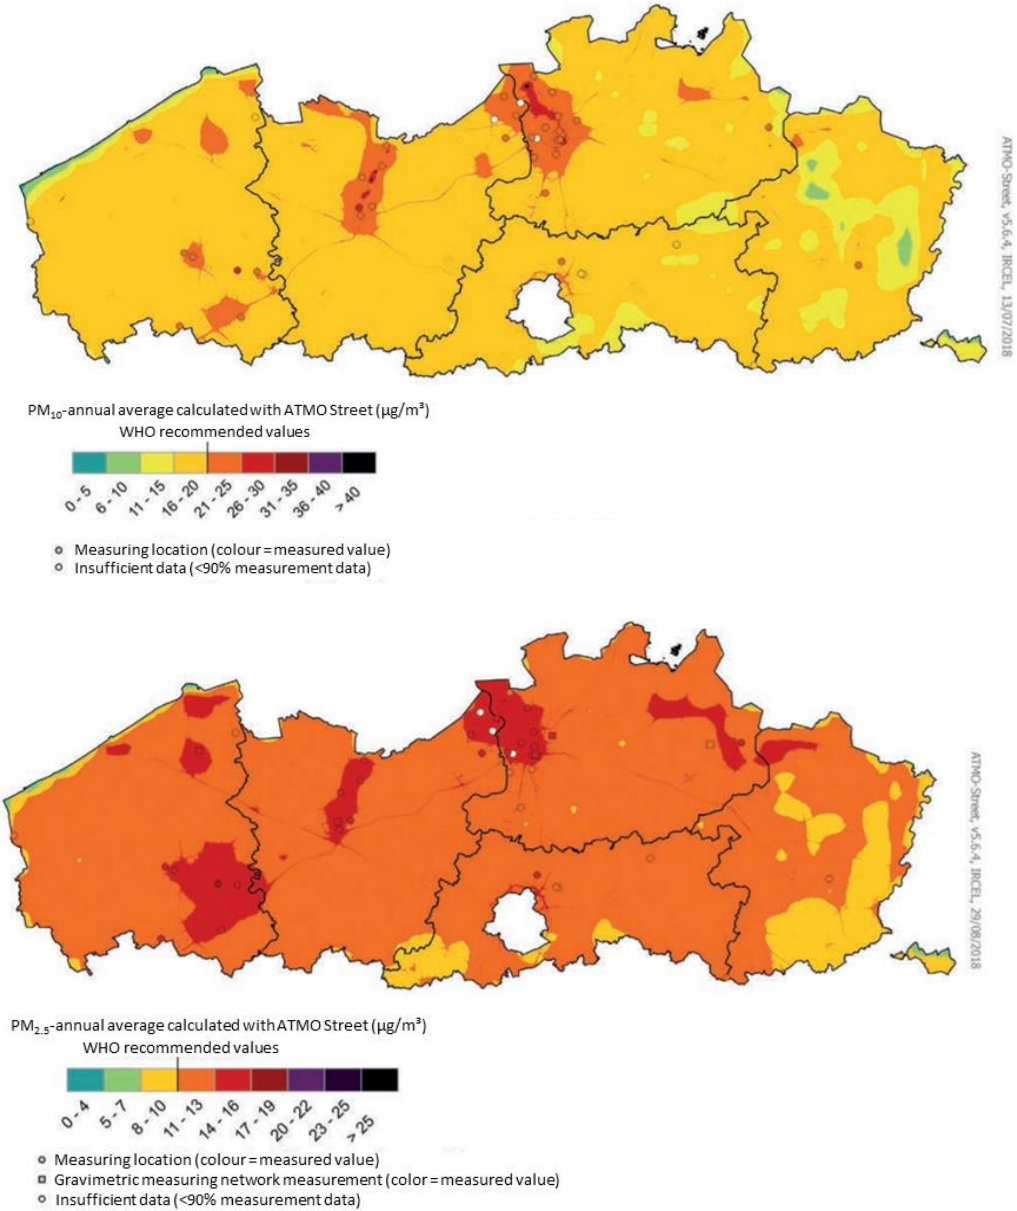 ATMO-Street, v5.6.4, IRCEL, 13/07/2018
PM₁₀-annual average calculated with ATMO Street (µg/m³)
WHO recommended values
0 - 5
6 - 10
11 - 15
16 - 20
21 - 25
26 - 30
31 - 35
36 - 40
> 40
Measuring location (colour = measured value)
Insufficient data (<90% measurement data)
ATMO-Street, v5.6.4, IRCEL, 29/08/2018
PM₂.₅-annual average calculated with ATMO Street (µg/m³)
WHO recommended values
0 - 4
5 - 7
8 - 10
11 - 13
14 - 16
17 - 19
20 - 22
23 - 25
> 25
Measuring location (colour = measured value)
Gravimetric measuring network measurement (color = measured value)
Insufficient data (<90% measurement data)